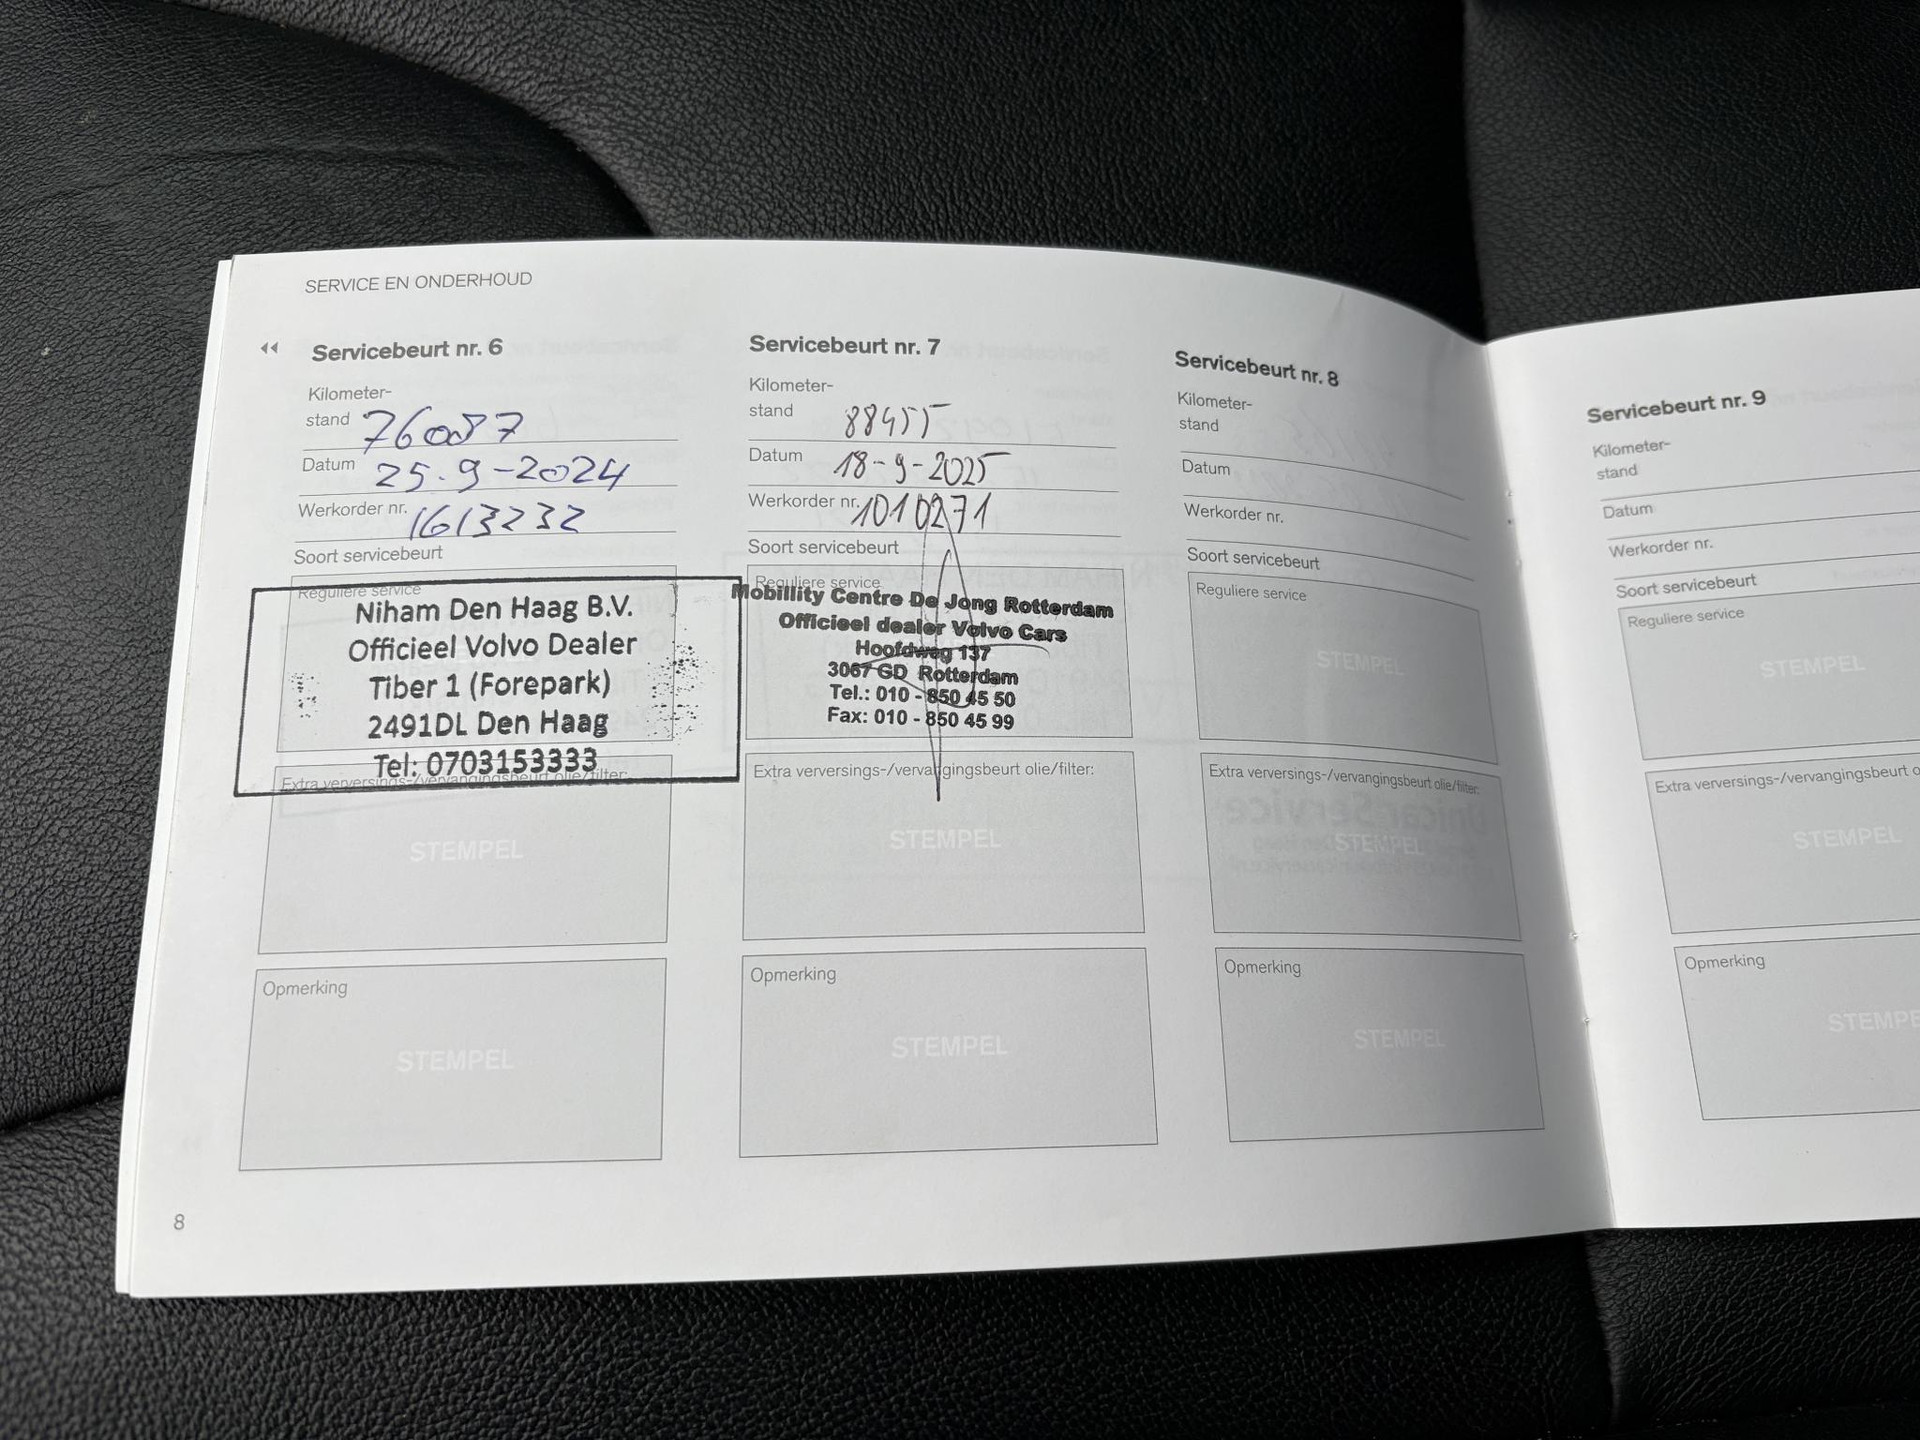 SERVICE EN ONDERHOUD
Servicebeurt nr. 6
Kilometer-
stand 76087
Datum 25.9-2024
Werkorder nr. 1613232
Soort servicebeurt
Reguliere service
Niham Den Haag B.V.
Officieel Volvo Dealer
Tiber 1 (Forepark)
2491DL Den Haag
Tel: 0703153333
Extra verversings-/vervangingsbeurt olie/filter:
STEMPEL
Opmerking
STEMPEL
Servicebeurt nr. 7
Kilometer-
stand 88455
Datum 18-9-2025
Werkorder nr. 1010271
Soort servicebeurt
Reguliere service
Mobillity Centre De Jong Rotterdam
Officieel dealer Volvo Cars
Hoofdweg 137
3067 GD Rotterdam
Tel.: 010 - 850 45 50
Fax: 010 - 850 45 99
Extra verversings-/vervangingsbeurt olie/filter:
STEMPEL
Opmerking
STEMPEL
Servicebeurt nr. 8
Kilometer-
stand
Datum
Werkorder nr.
Soort servicebeurt
Reguliere service
STEMPEL
Extra verversings-/vervangingsbeurt olie/filter:
STEMPEL
Opmerking
STEMPEL
Servicebeurt nr. 9
Kilometer-
stand
Datum
Werkorder nr.
Soort servicebeurt
Reguliere service
STEMPEL
Extra verversings-/vervangingsbeurt o
STEMPEL
Opmerking
STEMPE
8